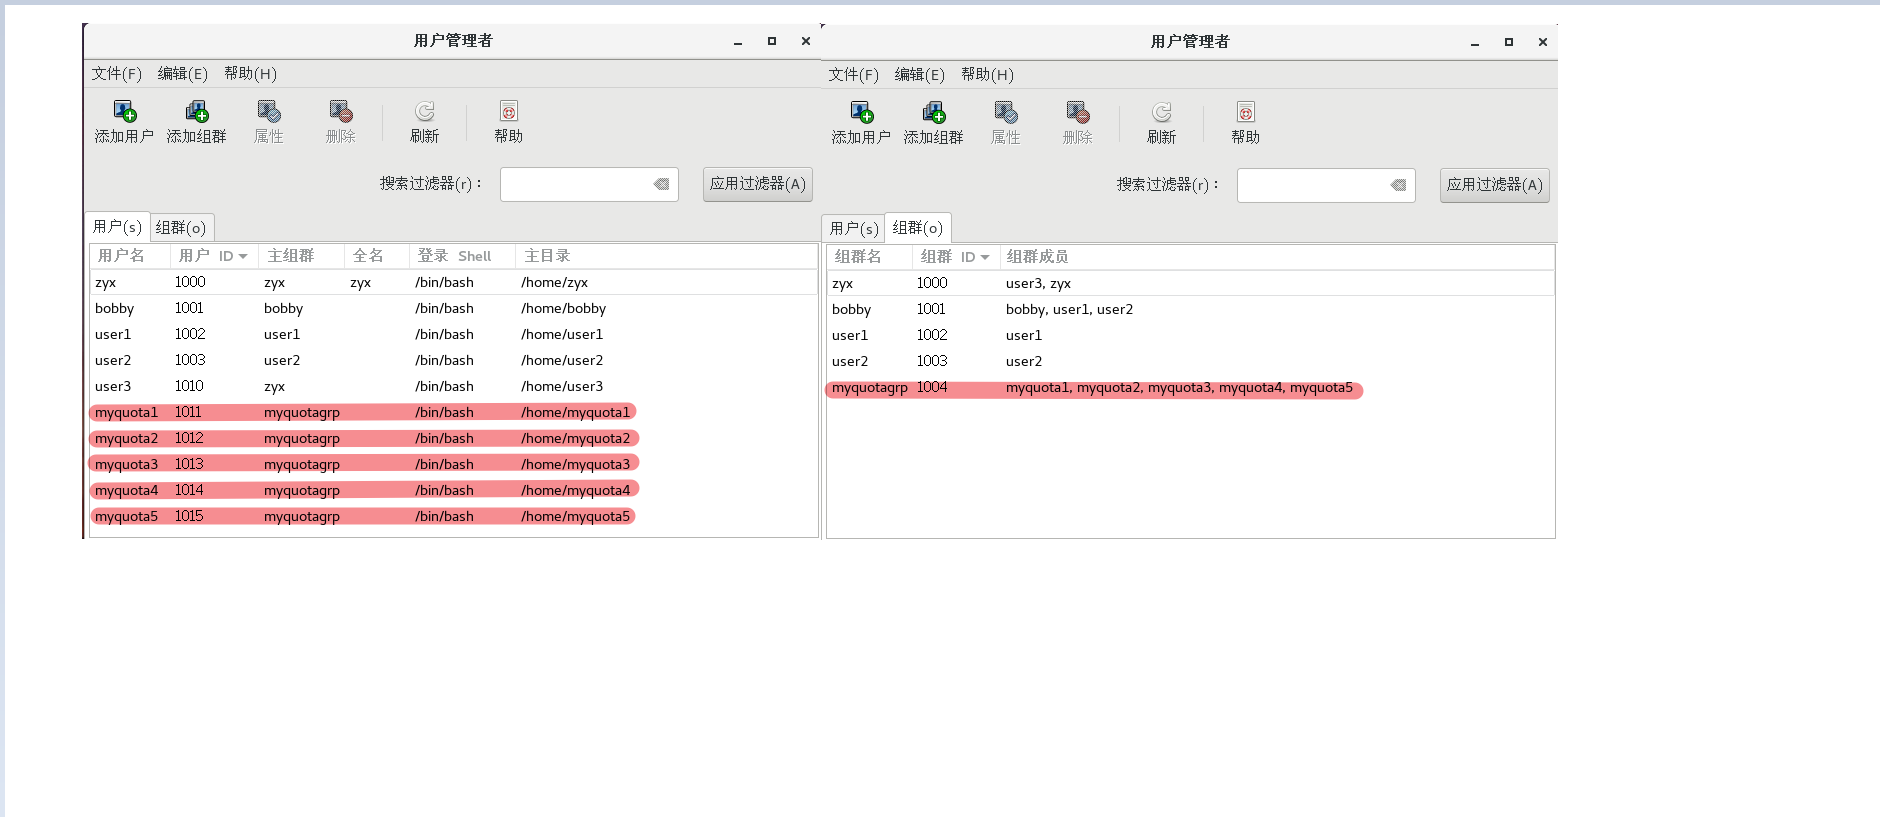 用户管理者
文件(F) 编辑(E) 帮助(H)
添加用户 添加组群 属性 删除 刷新 帮助
搜索过滤器(r)： 应用过滤器(A)
用户(s) 组群(o)
用户名 用户 ID 主组群 全名 登录 Shell 主目录
zyx 1000 zyx zyx /bin/bash /home/zyx
bobby 1001 bobby /bin/bash /home/bobby
user1 1002 user1 /bin/bash /home/user1
user2 1003 user2 /bin/bash /home/user2
user3 1010 zyx /bin/bash /home/user3
myquota1 1011 myquotagrp /bin/bash /home/myquota1
myquota2 1012 myquotagrp /bin/bash /home/myquota2
myquota3 1013 myquotagrp /bin/bash /home/myquota3
myquota4 1014 myquotagrp /bin/bash /home/myquota4
myquota5 1015 myquotagrp /bin/bash /home/myquota5
用户管理者
文件(F) 编辑(E) 帮助(H)
添加用户 添加组群 属性 删除 刷新 帮助
搜索过滤器(r)： 应用过滤器(A)
用户(s) 组群(o)
组群名 组群 ID 组群成员
zyx 1000 user3, zyx
bobby 1001 bobby, user1, user2
user1 1002 user1
user2 1003 user2
myquotagrp 1004 myquota1, myquota2, myquota3, myquota4, myquota5